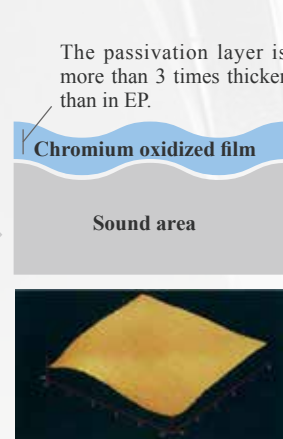 The passivation layer is
more than 3 times thicker
than in EP.
Chromium oxidized film
Sound area